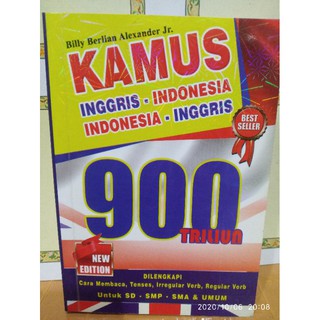 Billy Berlian Alexander Jr.
KAMUS
INGGRIS - INDONESIA
INDONESIA - INGGRIS
BEST
SELLER
900
TRILIUN
NEW
EDITION
DILENGKAPI
Cara Membaca, Tenses, Irregular Verb, Regular Verb
Untuk SD - SMP - SMA & UMUM
2020/10/06 20:08